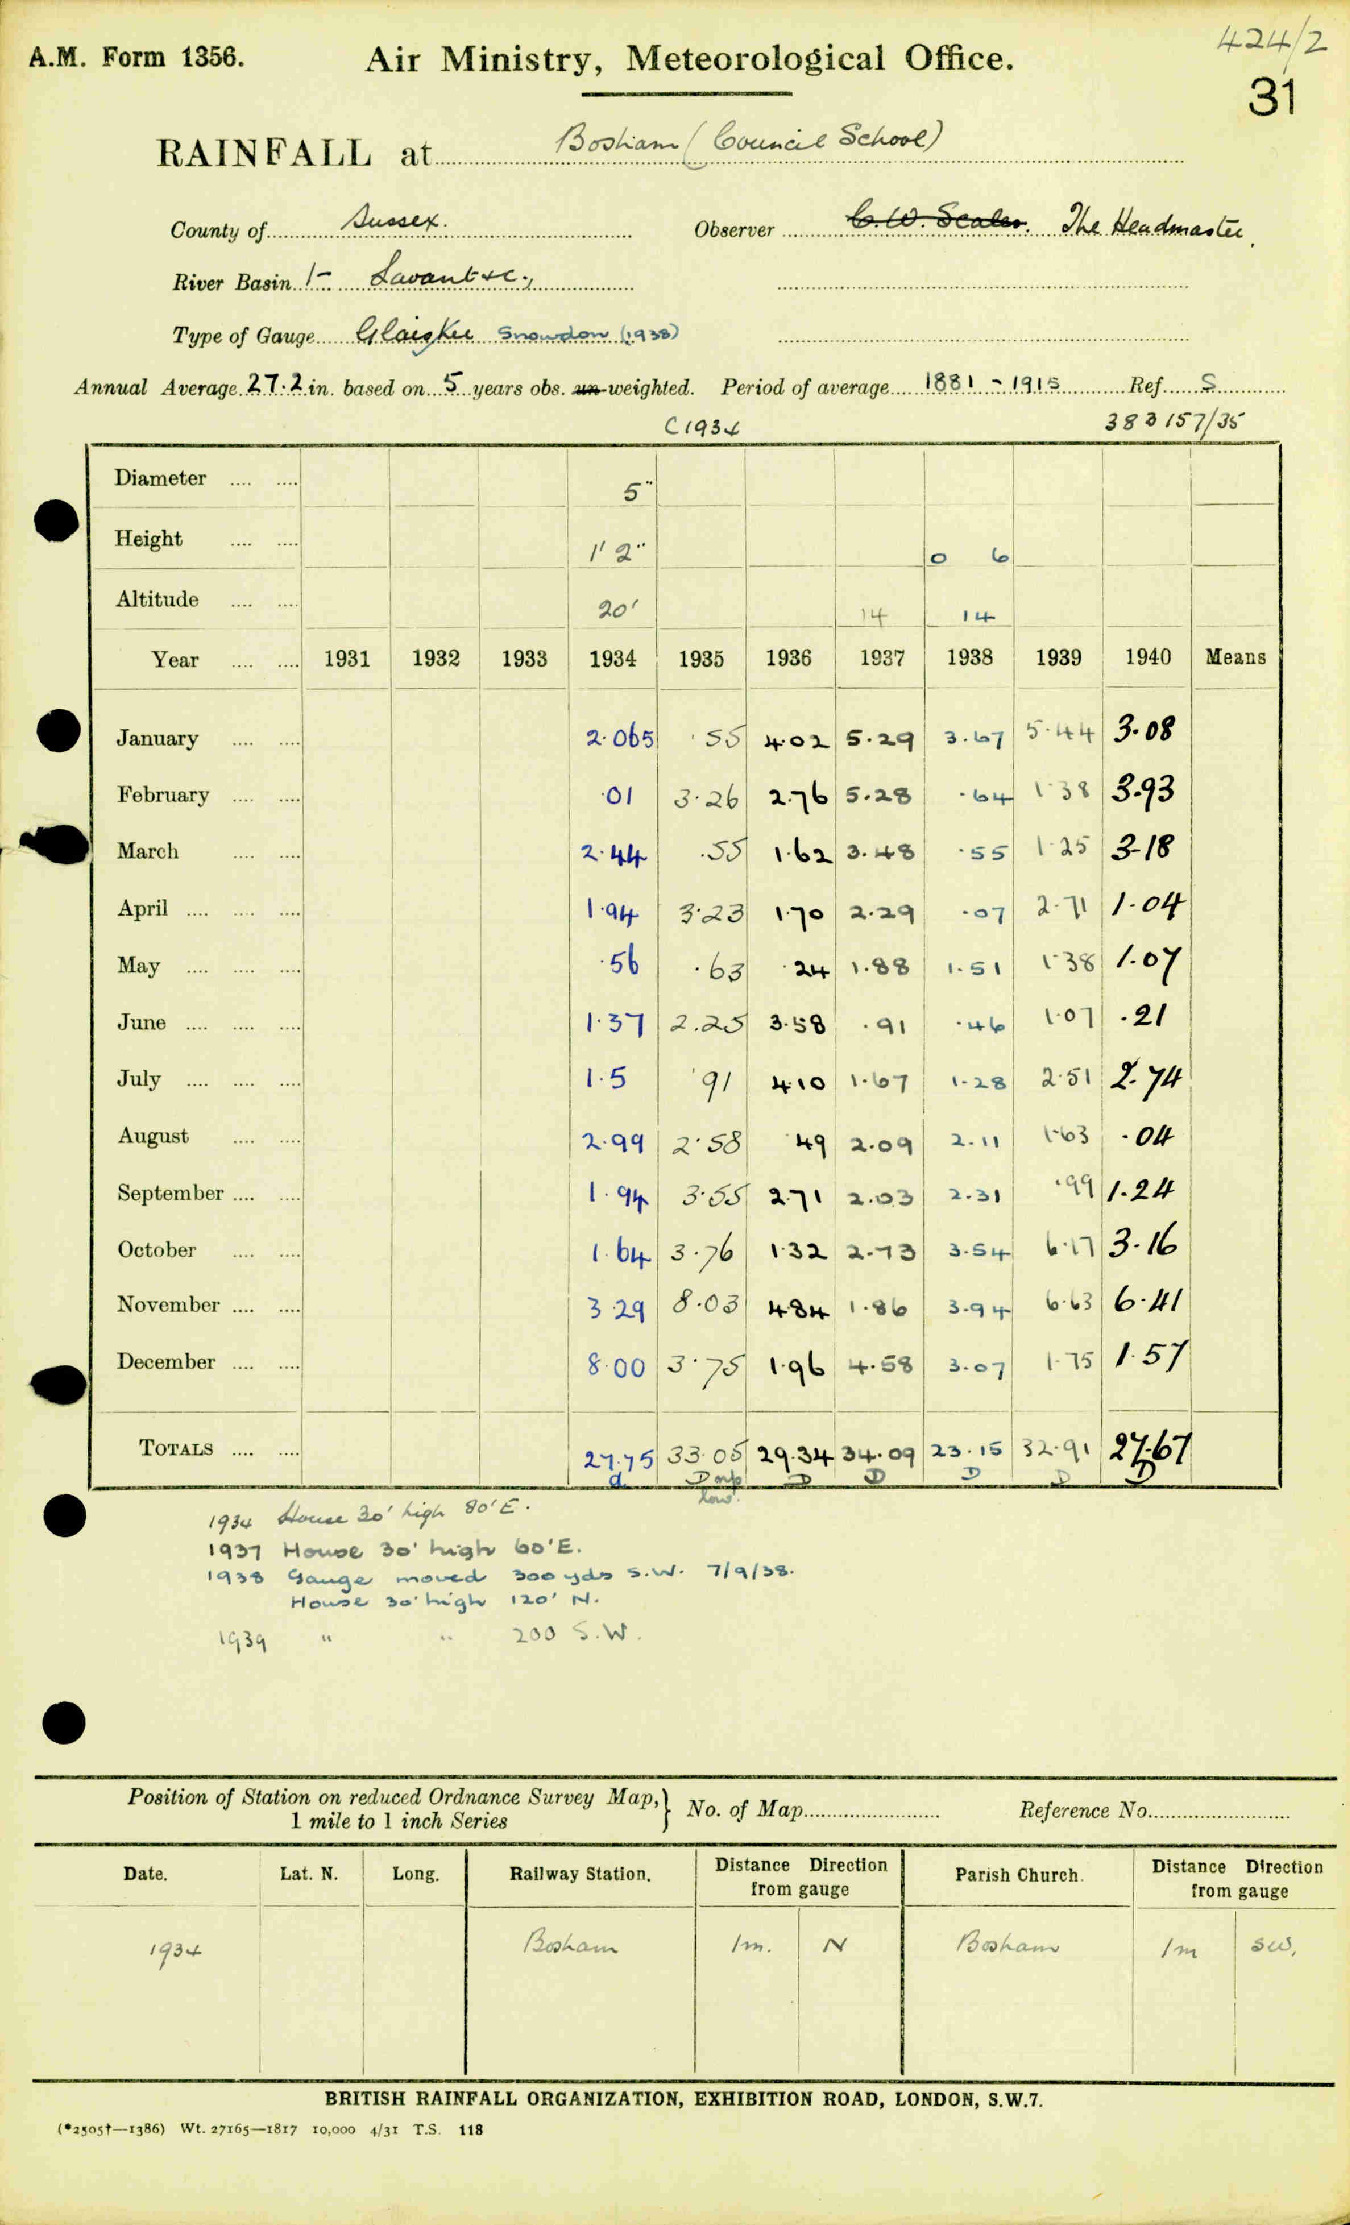 424/2
A.M. Form 1356. Air Ministry, Meteorological Office.
31
RAINFALL at Bosham (Council School)
County of Sussex. Observer C. W. Scales. The Headmaster.
River Basin 1- Lavant &c.,
Type of Gauge Glaisher Snowdon (1938)
Annual Average 27.2 in. based on 5 years obs. un-weighted. Period of average 1881 - 1915 Ref. S
C1934 383157/35
Diameter .... .... 5"
Height .... .... 1' 2" 0 6
Altitude .... .... 20' 14 14
Year .... .... 1931 1932 1933 1934 1935 1936 1937 1938 1939 1940 Means
January .... .... 2.065 .55 4.02 5.29 3.67 5.44 3.08
February .... .... .01 3.26 2.76 5.28 .64 1.38 3.93
March .... .... 2.44 .55 1.62 3.48 .55 1.25 3.18
April .... .... .... 1.94 3.23 1.70 2.29 .07 2.71 1.04
May .... .... .... .56 .63 .24 1.88 1.51 1.38 1.07
June .... .... .... 1.37 2.25 3.58 .91 .46 1.07 .21
July .... .... .... 1.5 .91 4.10 1.67 1.28 2.51 2.74
August .... .... 2.99 2.58 .49 2.09 2.11 1.63 .04
September .... .... 1.94 3.55 2.71 2.03 2.31 .99 1.24
October .... .... 1.64 3.76 1.32 2.73 3.54 6.17 3.16
November .... .... 3.29 8.03 4.84 1.86 3.94 6.63 6.41
December .... .... 8.00 3.75 1.96 4.58 3.07 1.75 1.57
TOTALS .... .... 27.75 33.05 29.34 34.09 23.15 32.91 27.67
d D D D D D D
low.
1934 House 30' high 80' E.
1937 House 30' high 60' E.
1938 Gauge moved 300 yds S.W. 7/9/38.
House 30' high 120' N.
1939 " " 200 S.W.
Position of Station on reduced Ordnance Survey Map, 1 mile to 1 inch Series } No. of Map Reference No.
Date. Lat. N. Long. Railway Station. Distance Direction from gauge Parish Church. Distance Direction from gauge
1934 Bosham 1m. N Bosham 1m SW.
BRITISH RAINFALL ORGANIZATION, EXHIBITION ROAD, LONDON, S.W.7.
(*2505†—1386) Wt. 27165—1817 10,000 4/31 T.S. 118